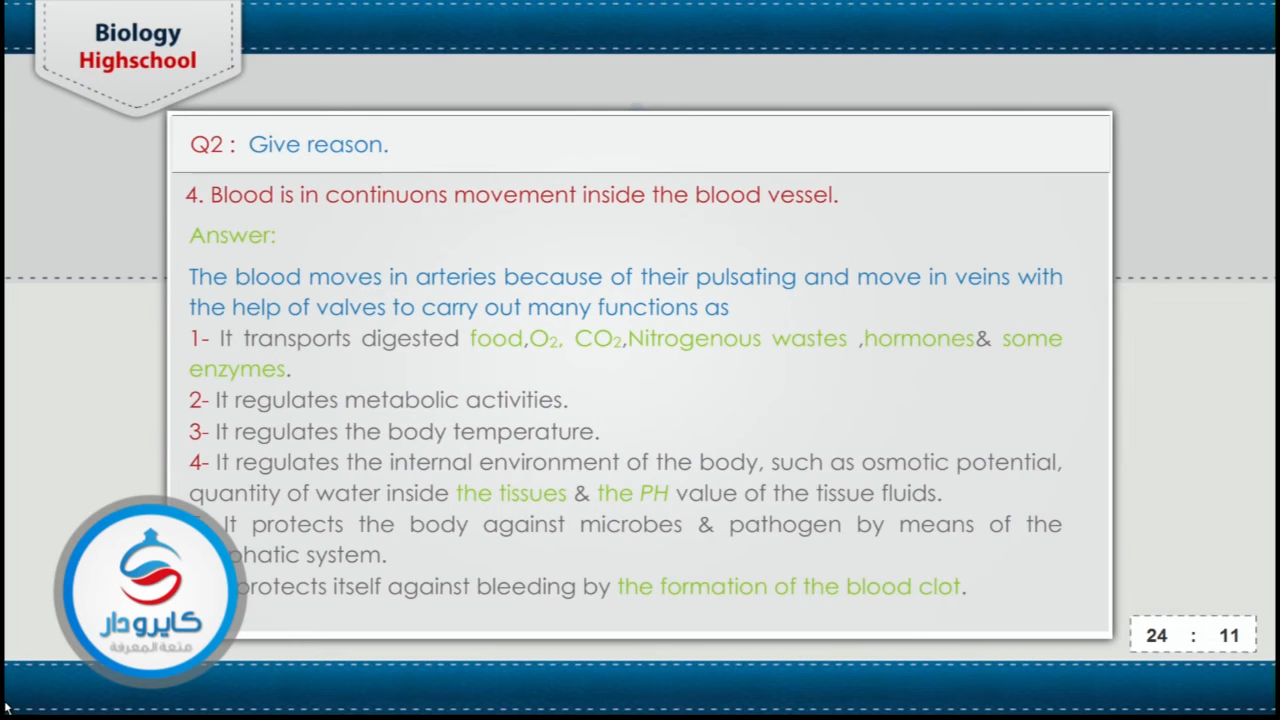 Biology
Highschool
Q2 : Give reason.
4. Blood is in continuons movement inside the blood vessel.
Answer:
The blood moves in arteries because of their pulsating and move in veins with
the help of valves to carry out many functions as
1- It transports digested food,O₂, CO₂,Nitrogenous wastes ,hormones& some
enzymes.
2- It regulates metabolic activities.
3- It regulates the body temperature.
4- It regulates the internal environment of the body, such as osmotic potential,
quantity of water inside the tissues & the PH value of the tissue fluids.
It protects the body against microbes & pathogen by means of the
phatic system.
protects itself against bleeding by the formation of the blood clot.
كايرودار
متعة المعرفة
24 : 11